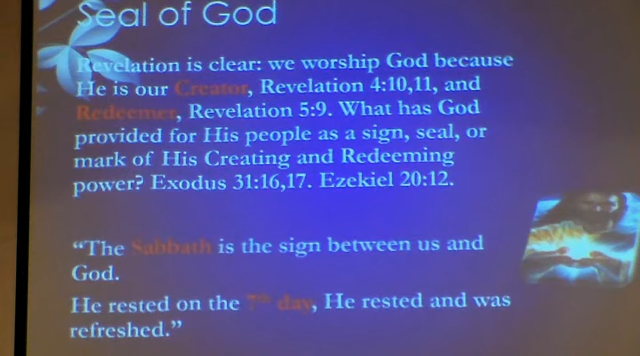 Seal of God
Revelation is clear: we worship God because
He is our Creator, Revelation 4:10,11, and
Redeemer, Revelation 5:9. What has God
provided for His people as a sign, seal, or
mark of His Creating and Redeeming
power? Exodus 31:16,17. Ezekiel 20:12.
“The Sabbath is the sign between us and
God.
He rested on the 7th day, He rested and was
refreshed.”